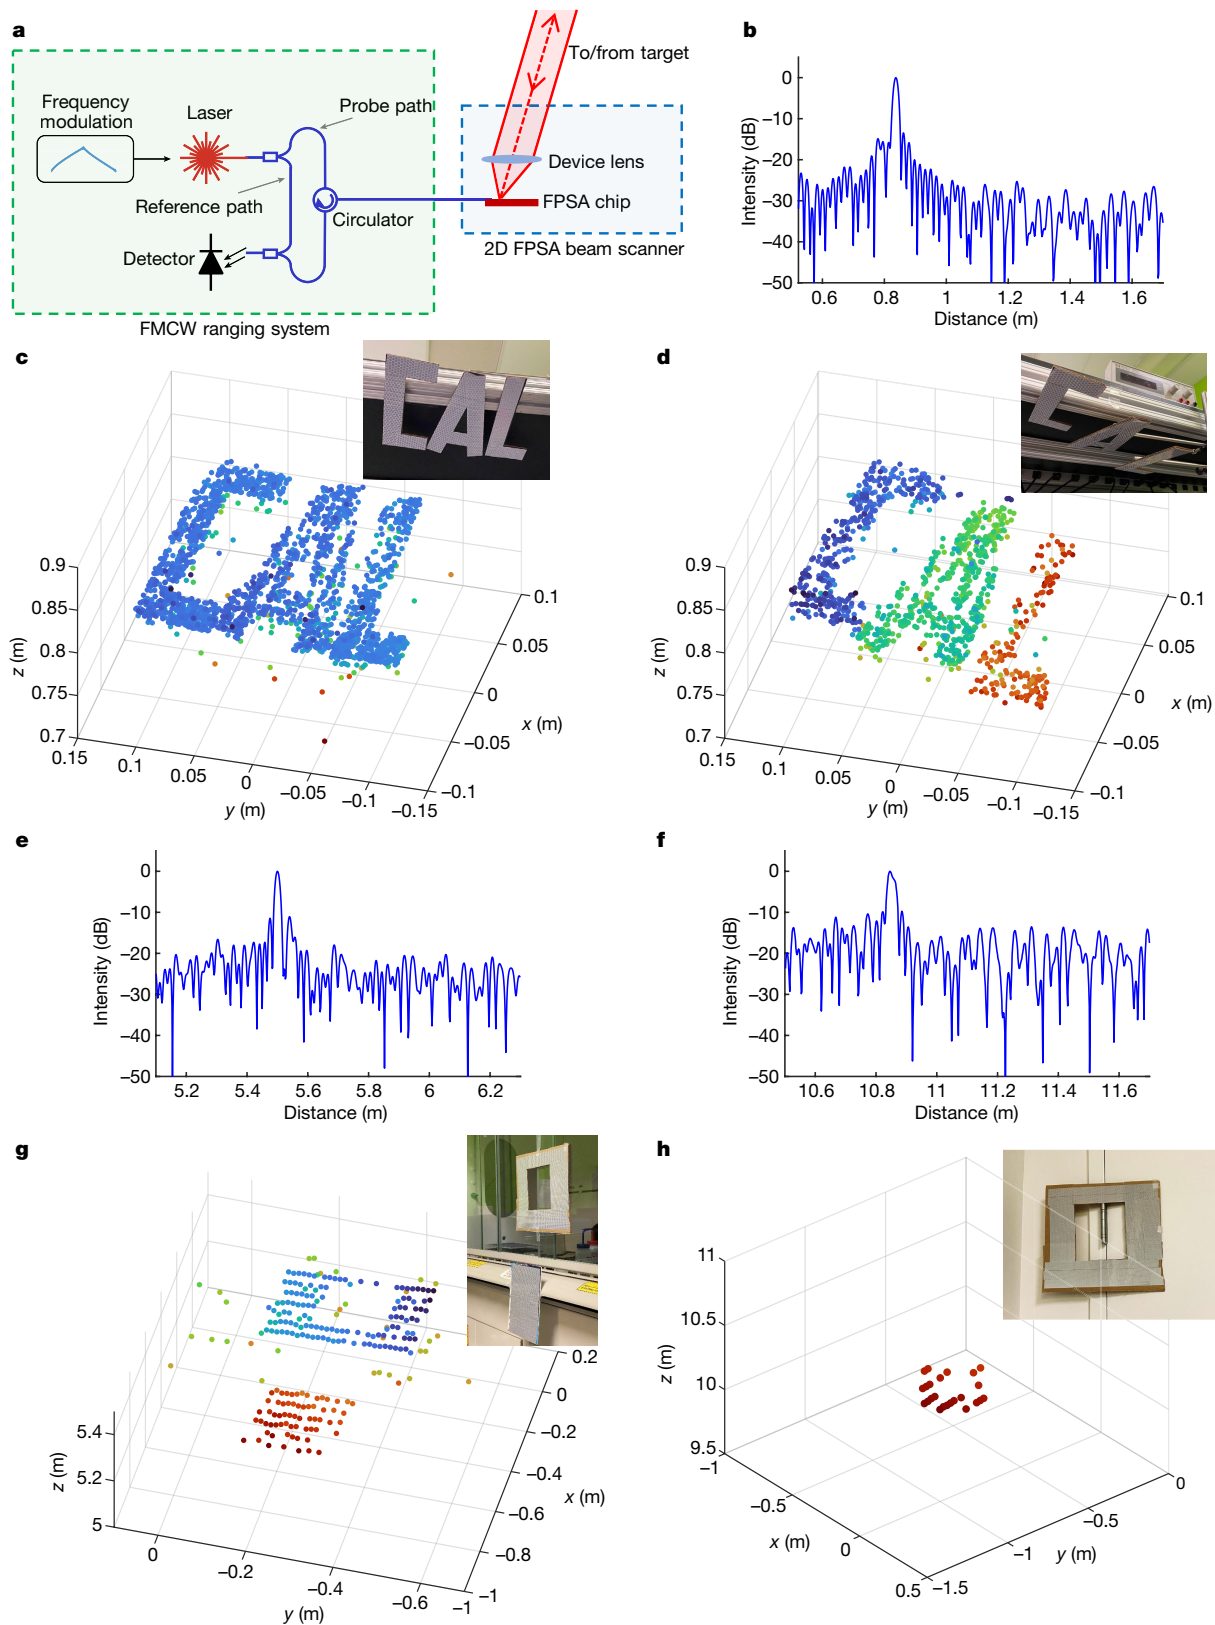 a
Frequency
modulation
Laser
Probe path
Reference path
Circulator
Detector
FMCW ranging system
To/from target
Device lens
FPSA chip
2D FPSA beam scanner
b
Intensity (dB)
0
−10
−20
−30
−40
−50
0.6 0.8 1 1.2 1.4 1.6
Distance (m)
c
CAL
z (m)
0.9
0.85
0.8
0.75
0.7
0.15 0.1 0.05 0 −0.05 −0.1 −0.15
y (m)
0.1
0.05
0
−0.05
−0.1
x (m)
d
CAL
z (m)
0.9
0.85
0.8
0.75
0.7
0.15 0.1 0.05 0 −0.05 −0.1 −0.15
y (m)
0.1
0.05
0
−0.05
−0.1
x (m)
e
Intensity (dB)
0
−10
−20
−30
−40
−50
5.2 5.4 5.6 5.8 6 6.2
Distance (m)
f
Intensity (dB)
0
−10
−20
−30
−40
−50
10.6 10.8 11 11.2 11.4 11.6
Distance (m)
g
z (m)
5.4
5.2
5
0 −0.2 −0.4 −0.6 −1
y (m)
0.2
0
−0.2
−0.4
−0.6
−0.8
−1
x (m)
h
z (m)
11
10.5
10
9.5
−1 −0.5 0 0.5
x (m)
−1.5 −1 −0.5 0
y (m)